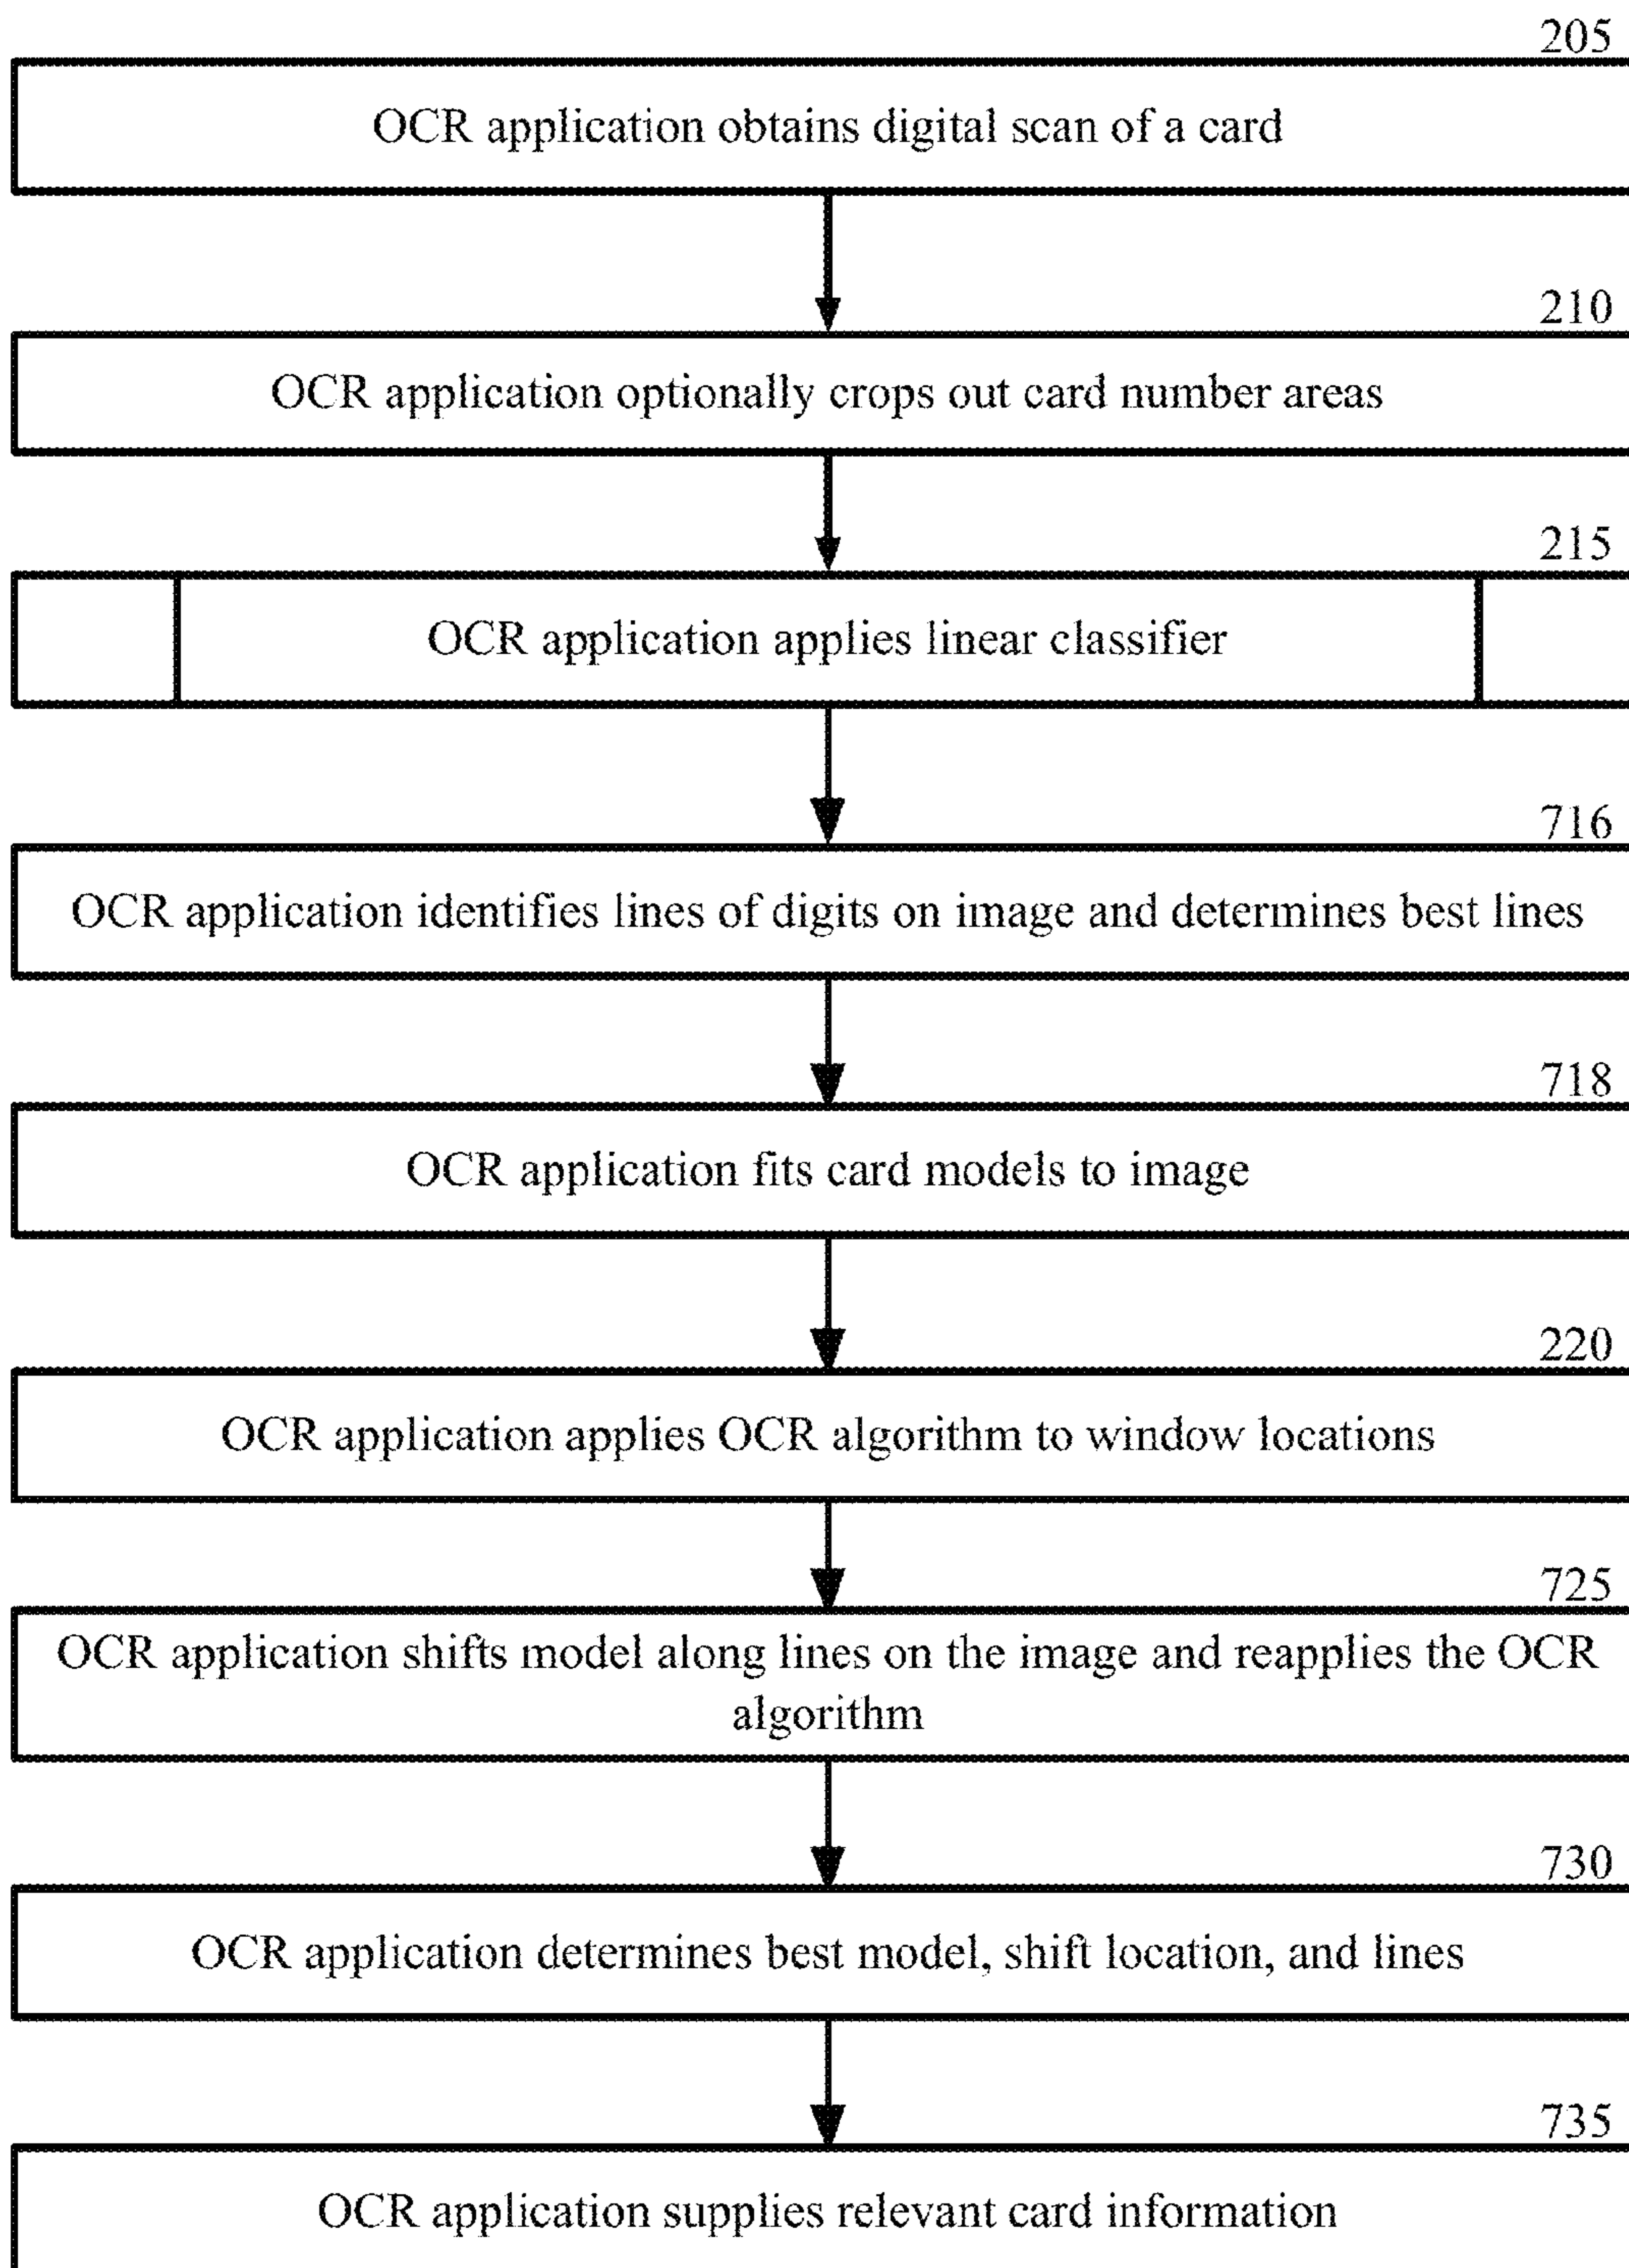 205
OCR application obtains digital scan of a card
210
OCR application optionally crops out card number areas
215
OCR application applies linear classifier
716
OCR application identifies lines of digits on image and determines best lines
718
OCR application fits card models to image
220
OCR application applies OCR algorithm to window locations
725
OCR application shifts model along lines on the image and reapplies the OCR
algorithm
730
OCR application determines best model, shift location, and lines
735
OCR application supplies relevant card information